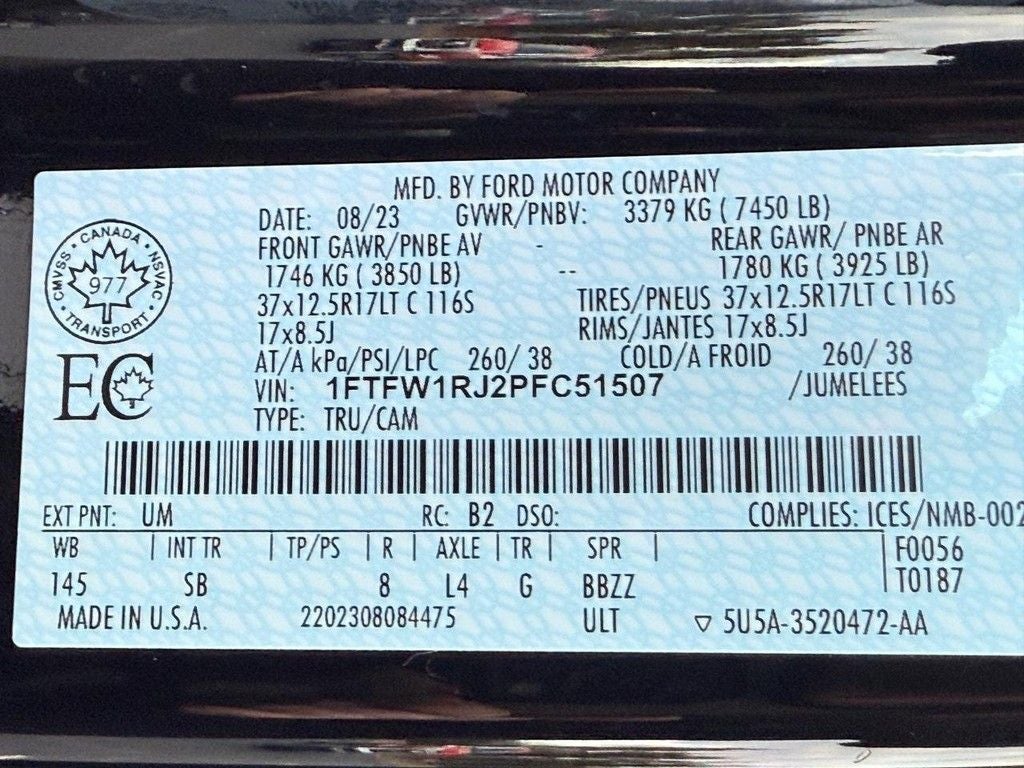 MFD. BY FORD MOTOR COMPANY
DATE: 08/23 GVWR/PNBV: 3379 KG ( 7450 LB)
FRONT GAWR/PNBE AV - REAR GAWR/ PNBE AR
1746 KG ( 3850 LB) -- 1780 KG ( 3925 LB)
37x12.5R17LT C 116S TIRES/PNEUS 37x12.5R17LT C 116S
17x8.5J RIMS/JANTES 17x8.5J
AT/A kPa/PSI/LPC 260/ 38 COLD/A FROID 260/ 38
VIN: 1FTFW1RJ2PFC51507 /JUMELEES
TYPE: TRU/CAM
CANADA
CMVSS 977 NSVAC
TRANSPORT
EC
EXT PNT: UM RC: B2 DSO: COMPLIES: ICES/NMB-002
WB | INT TR | TP/PS | R | AXLE | TR | SPR | F0056
145 SB 8 L4 G BBZZ T0187
MADE IN U.S.A. 2202308084475 ULT ▽ 5U5A-3520472-AA